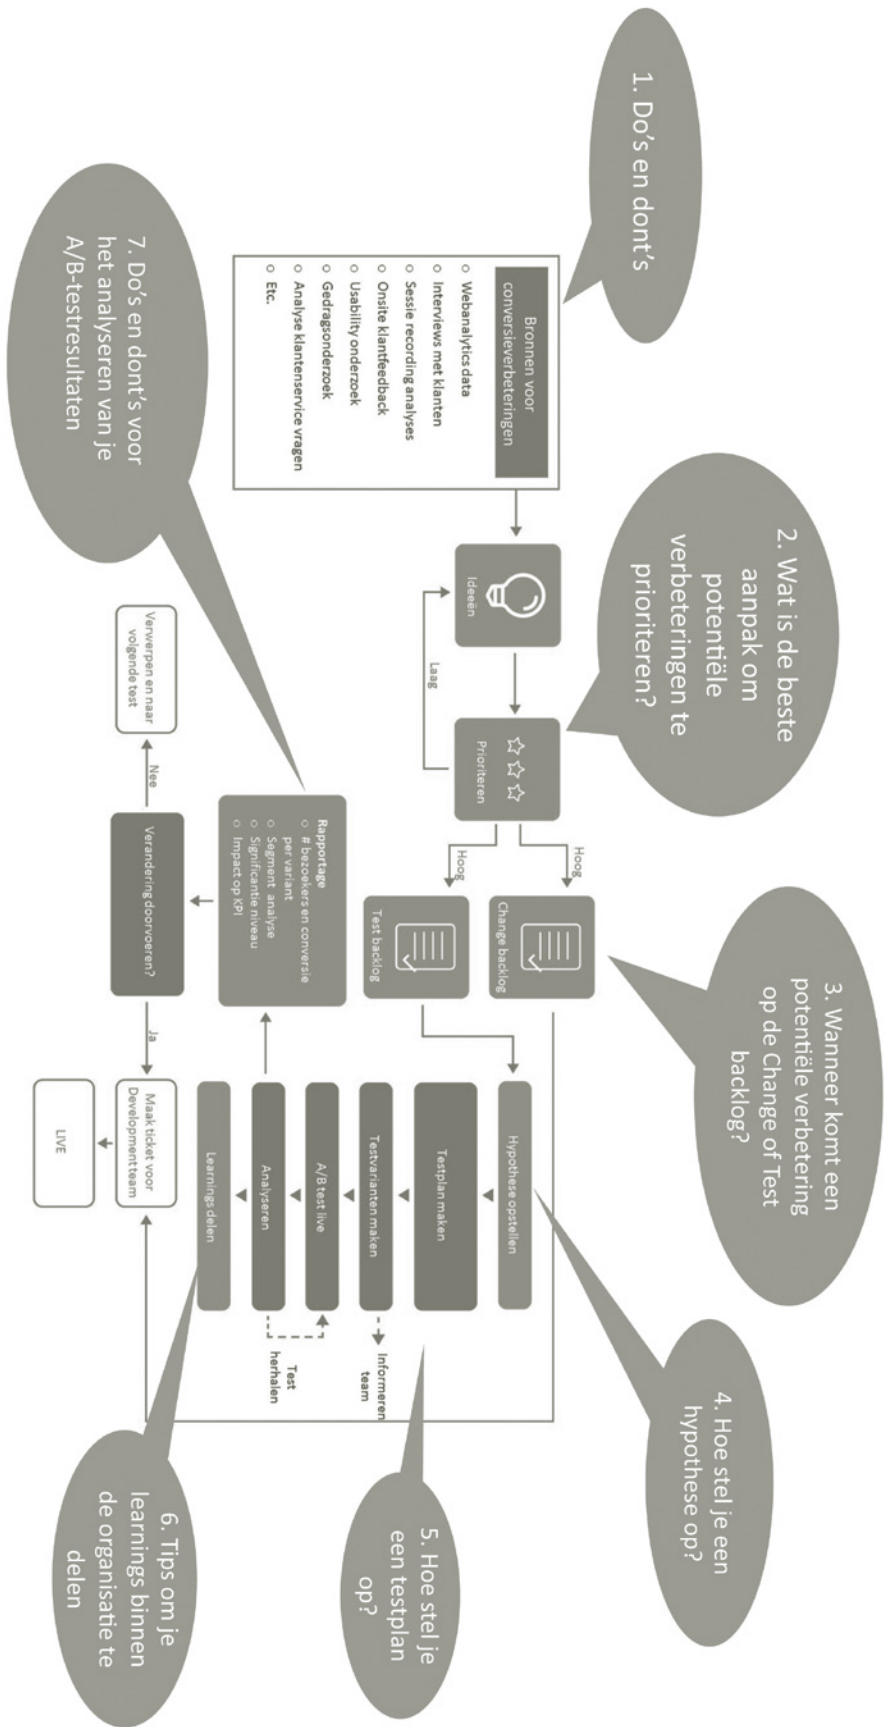 1. Do's en dont's
2. Wat is de beste
aanpak om
potentiële
verbeteringen te
prioriteren?
3. Wanneer komt een
potentiële verbetering
op de Change of Test
backlog?
4. Hoe stel je een
hypothese op?
Bronnen voor
conversieverbeteringen
○ Webanalytics data
○ Interviews met klanten
○ Sessie recording analyses
○ Onsite klantfeedback
○ Usability onderzoek
○ Gedragsonderzoek
○ Analyse klantenservice vragen
○ Etc.
Ideeën
Laag
Prioriteren
Hoog
Hoog
Change backlog
Test backlog
Hypothese opstellen
Testplan maken
Testvarianten maken
Informeren
team
A/B test live
Test
herhalen
Analyseren
Learnings delen
5. Hoe stel je
een testplan
op?
Rapportage
○ # bezoekers en conversie
per variant
○ Segment analyse
○ Significantie niveau
○ Impact op KPI
Verandering doorvoeren?
Nee
Verwerpen en naar
volgende test
Ja
Maak ticket voor
Development team
LIVE
7. Do's en dont's voor
het analyseren van je
A/B-testresultaten
6. Tips om je
learnings binnen
de organisatie te
delen